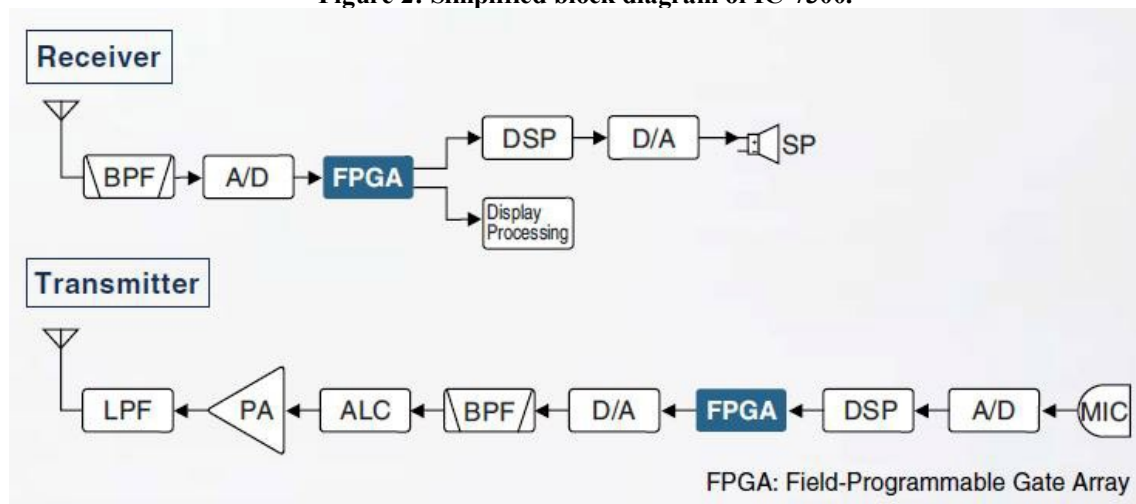 Figure 2: Simplified block diagram of IC-7300.
Receiver
BPF
A/D
FPGA
DSP
D/A
SP
Display
Processing
Transmitter
LPF
PA
ALC
BPF
D/A
FPGA
DSP
A/D
MIC
FPGA: Field-Programmable Gate Array